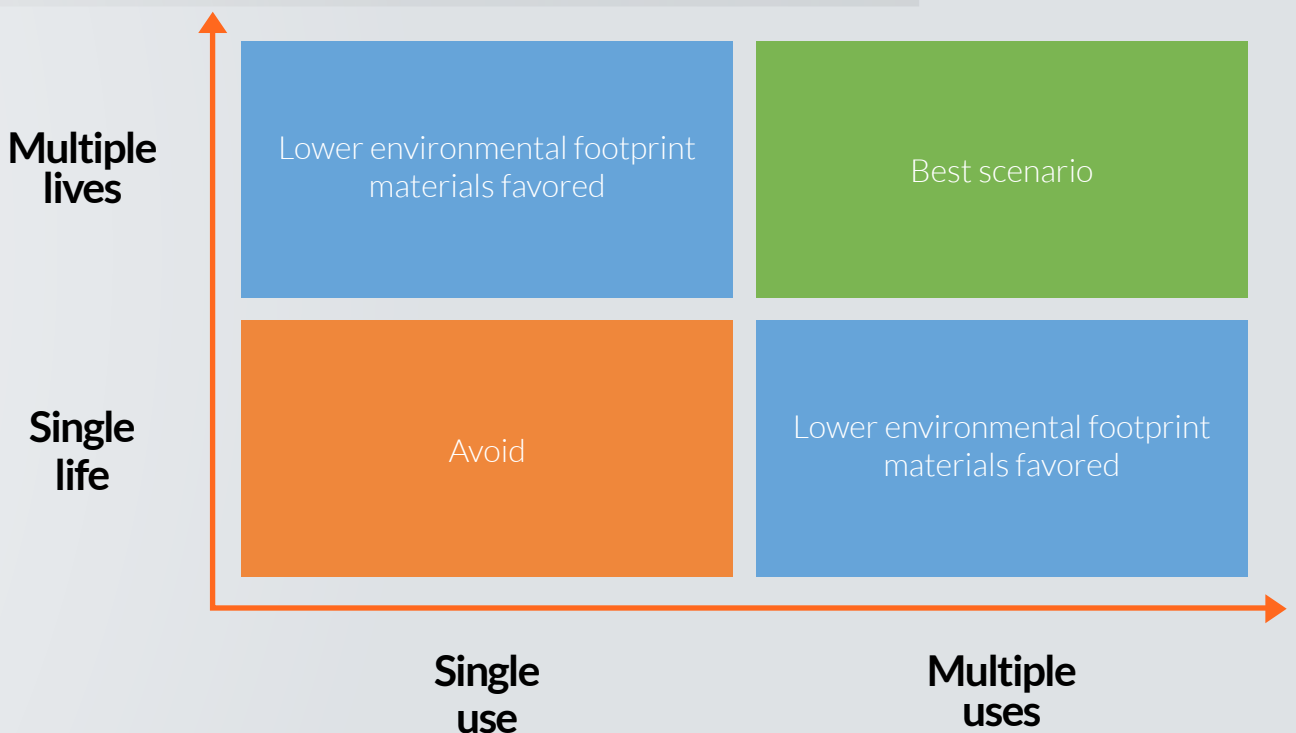 Multiple
lives
Lower environmental footprint
materials favored
Best scenario
Single
life
Avoid
Lower environmental footprint
materials favored
Single
use
Multiple
uses